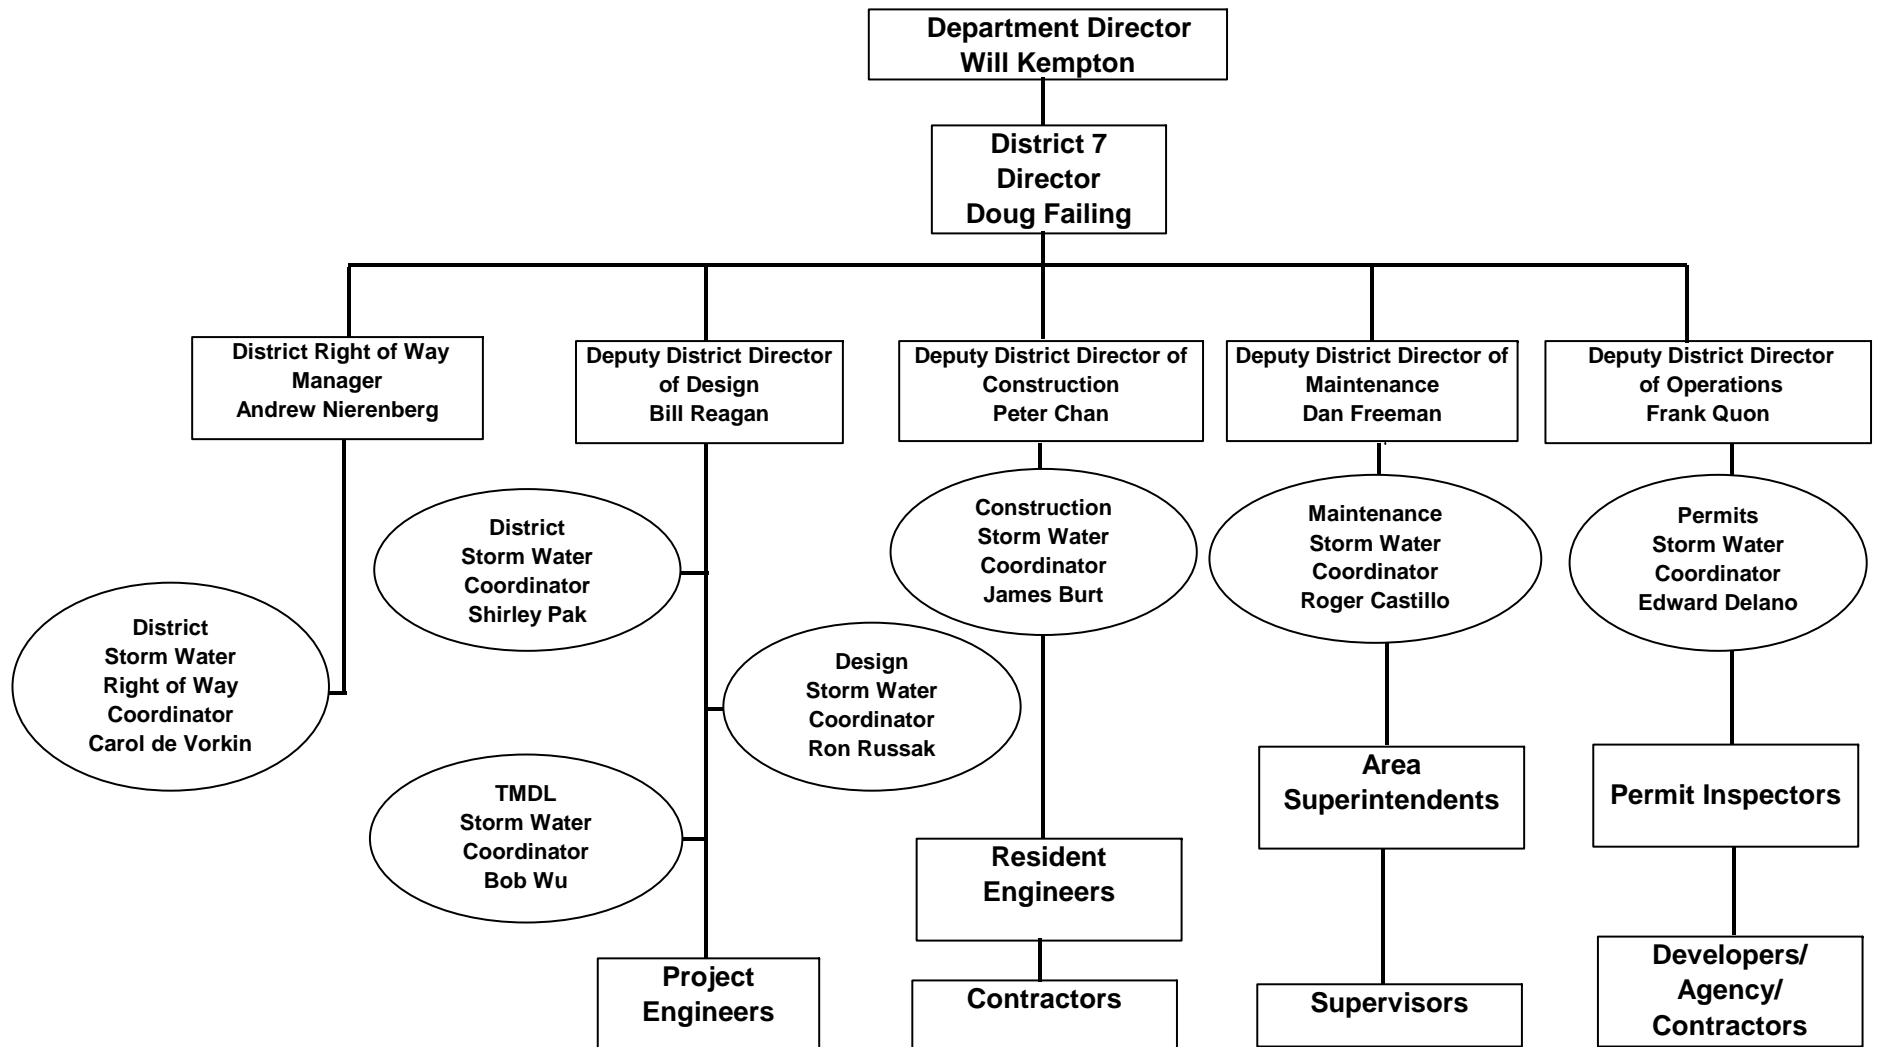 Department Director
Will Kempton
District 7
Director
Doug Failing
District Right of Way
Manager
Andrew Nierenberg
Deputy District Director
of Design
Bill Reagan
Deputy District Director of
Construction
Peter Chan
Deputy District Director of
Maintenance
Dan Freeman
Deputy District Director
of Operations
Frank Quon
District
Storm Water
Right of Way
Coordinator
Carol de Vorkin
District
Storm Water
Coordinator
Shirley Pak
Design
Storm Water
Coordinator
Ron Russak
TMDL
Storm Water
Coordinator
Bob Wu
Project
Engineers
Construction
Storm Water
Coordinator
James Burt
Resident
Engineers
Contractors
Maintenance
Storm Water
Coordinator
Roger Castillo
Area
Superintendents
Supervisors
Permits
Storm Water
Coordinator
Edward Delano
Permit Inspectors
Developers/
Agency/
Contractors